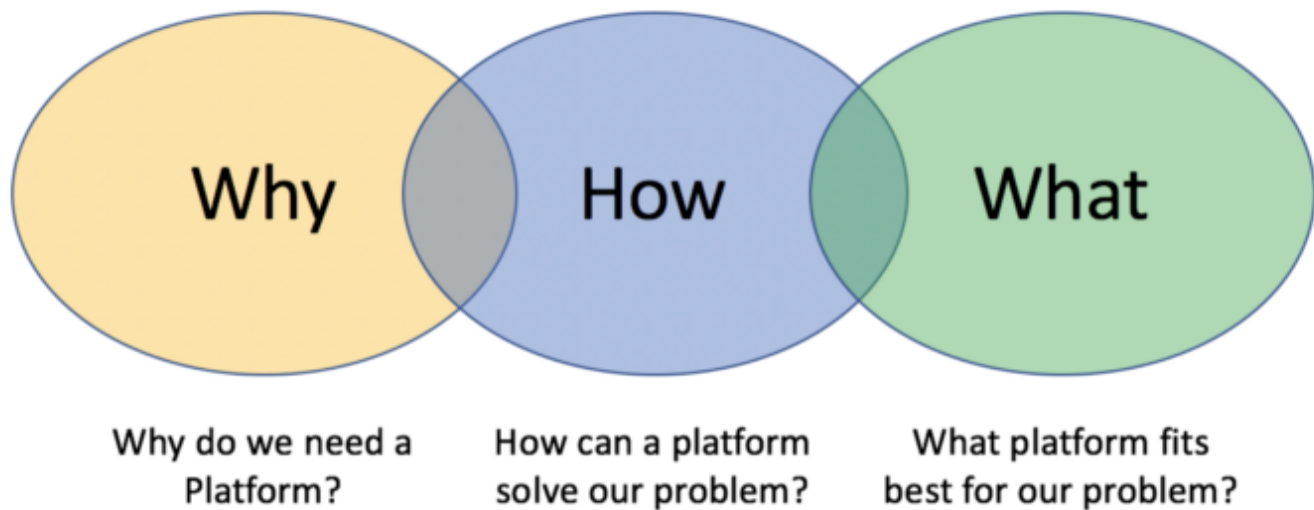 Why
How
What
Why do we need a
Platform?
How can a platform
solve our problem?
What platform fits
best for our problem?